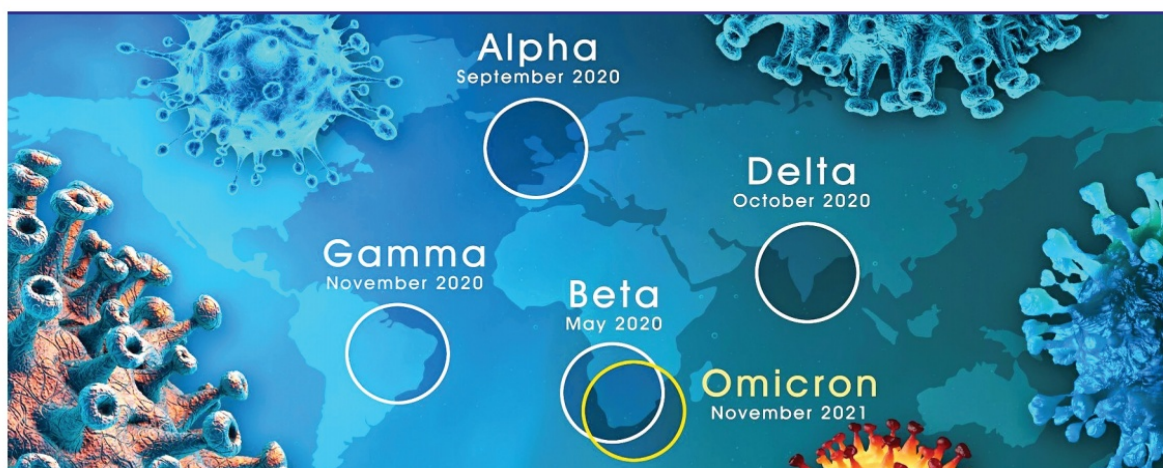 Alpha
September 2020
Delta
October 2020
Gamma
November 2020
Beta
May 2020
Omicron
November 2021